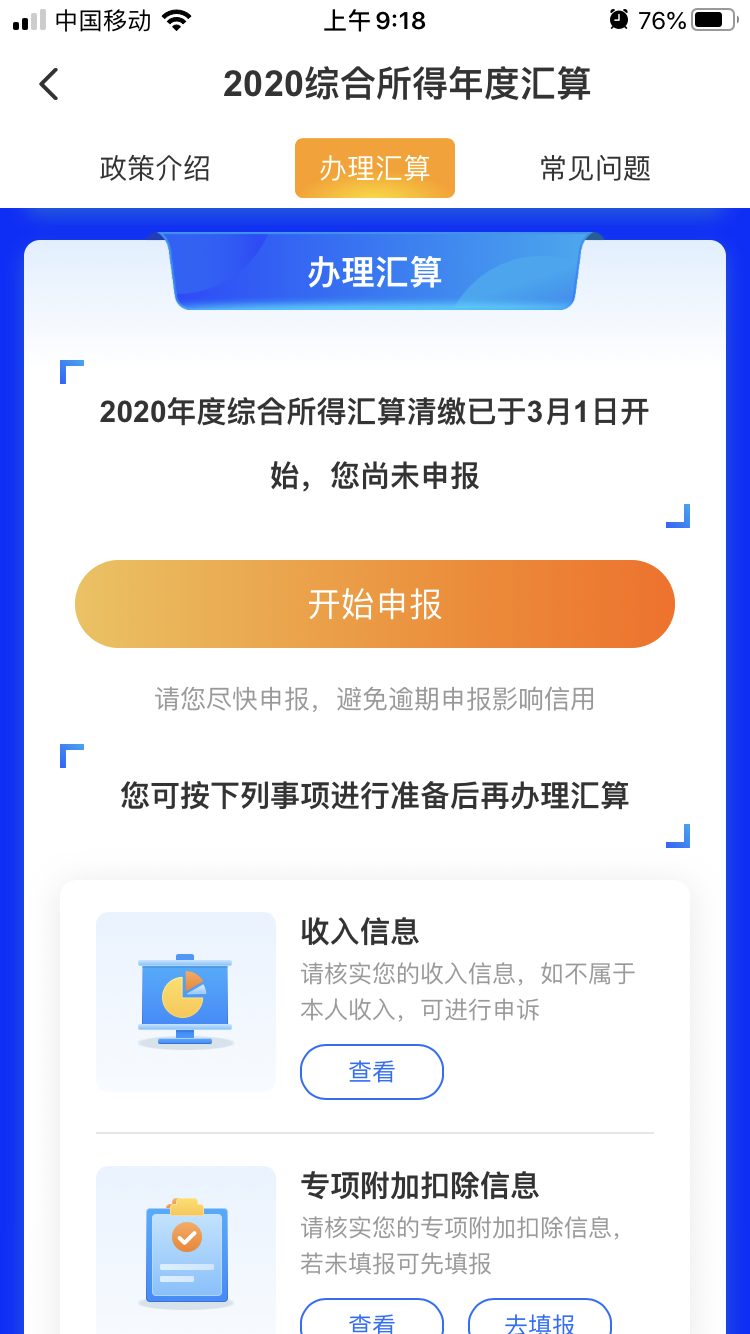 中国移动
上午9:18
76%
2020综合所得年度汇算
政策介绍
办理汇算
常见问题
办理汇算
2020年度综合所得汇算清缴已于3月1日开
始，您尚未申报
开始申报
请您尽快申报，避免逾期申报影响信用
您可按下列事项进行准备后再办理汇算
收入信息
请核实您的收入信息，如不属于
本人收入，可进行申诉
查看
专项附加扣除信息
请核实您的专项附加扣除信息，
若未填报可先填报
查看
去填报